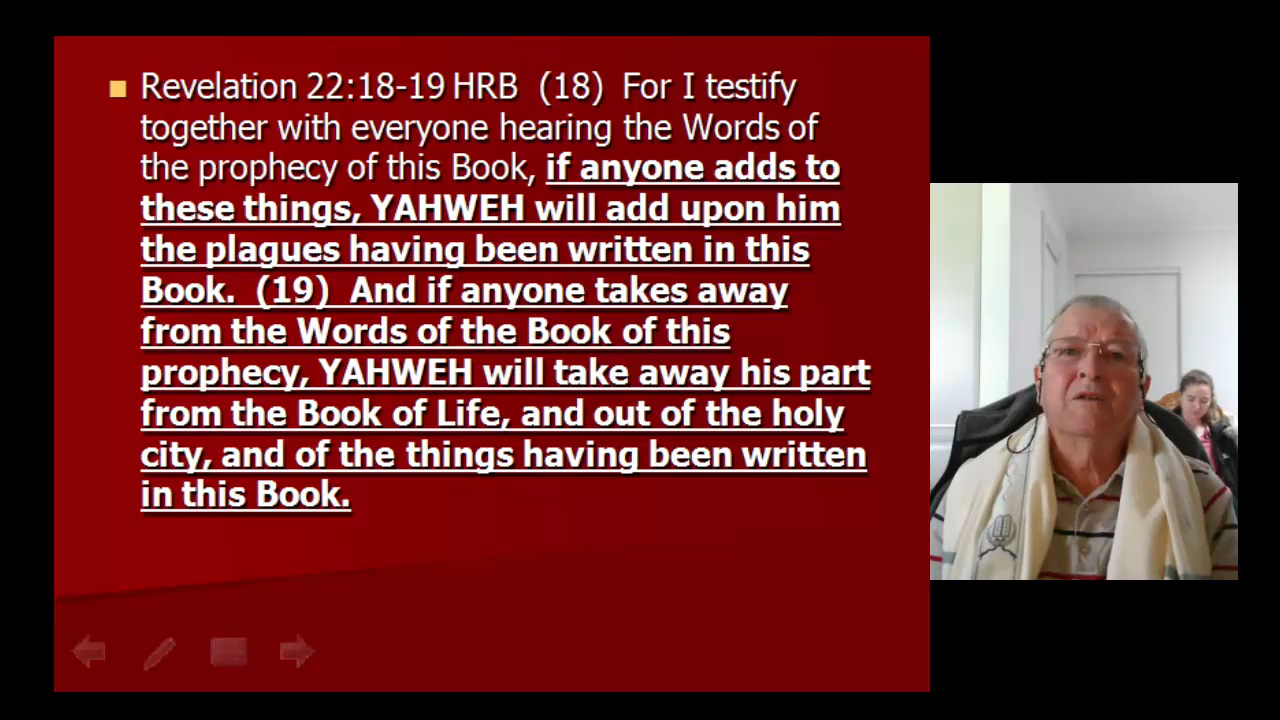 Revelation 22:18-19 HRB (18) For I testify
together with everyone hearing the Words of
the prophecy of this Book, if anyone adds to
these things, YAHWEH will add upon him
the plagues having been written in this
Book. (19) And if anyone takes away
from the Words of the Book of this
prophecy, YAHWEH will take away his part
from the Book of Life, and out of the holy
city, and of the things having been written
in this Book.